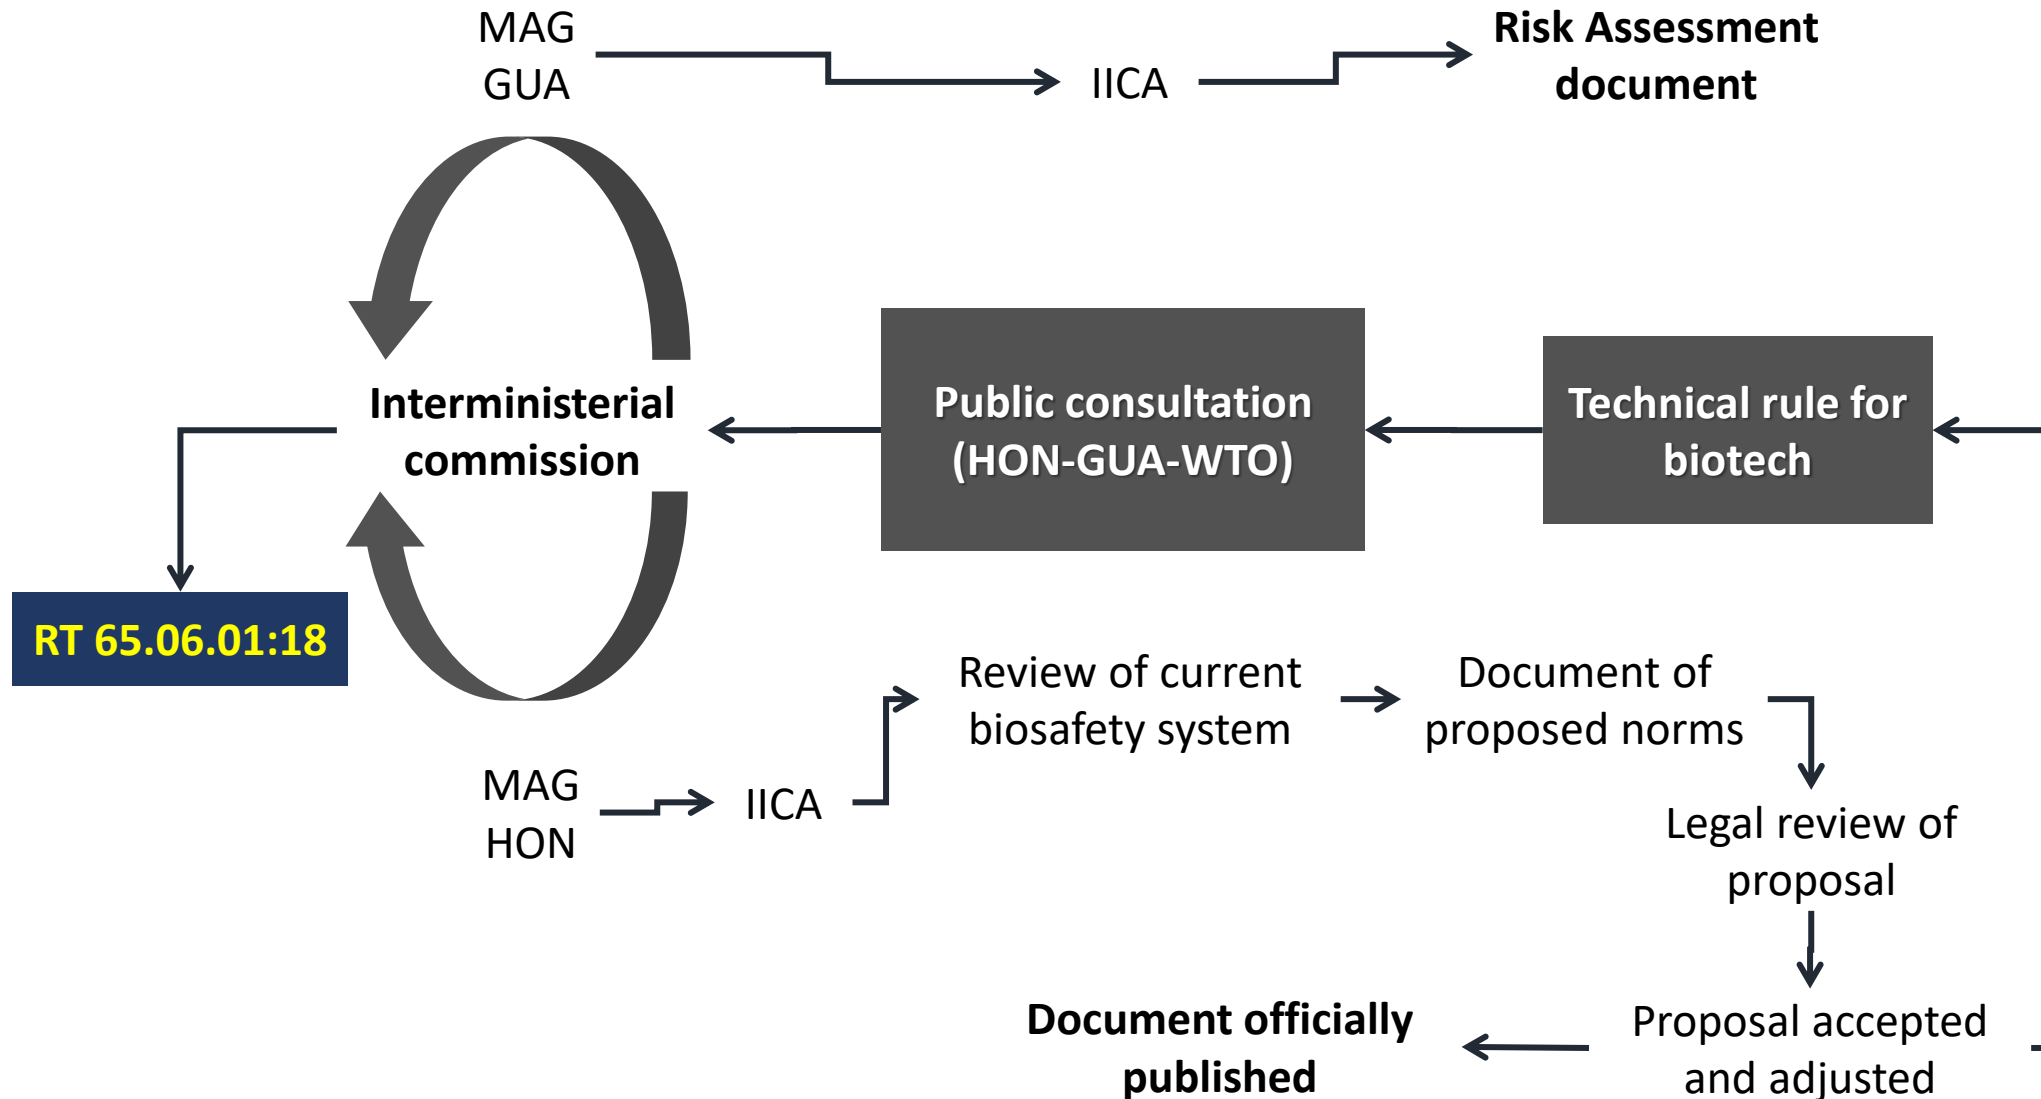 MAG
GUA
IICA
Risk Assessment
document
Interministerial
commission
Public consultation
(HON-GUA-WTO)
Technical rule for
biotech
RT 65.06.01:18
MAG
HON
IICA
Review of current
biosafety system
Document of
proposed norms
Legal review of
proposal
Proposal accepted
and adjusted
Document officially
published